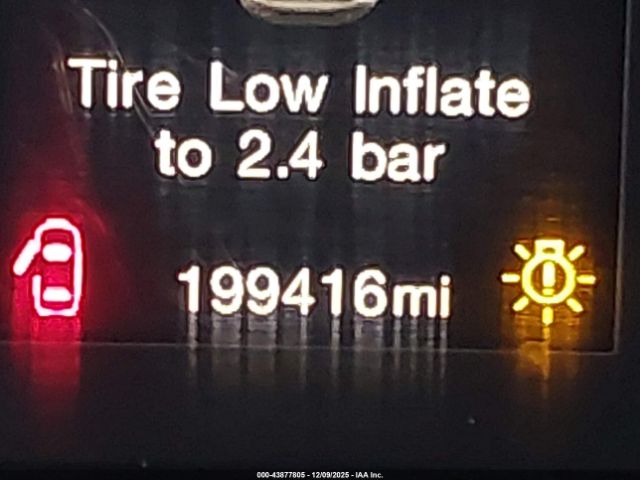 Tire Low Inflate
to 2.4 bar
199416mi
000-43877805 - 12/09/2025 - IAA Inc.